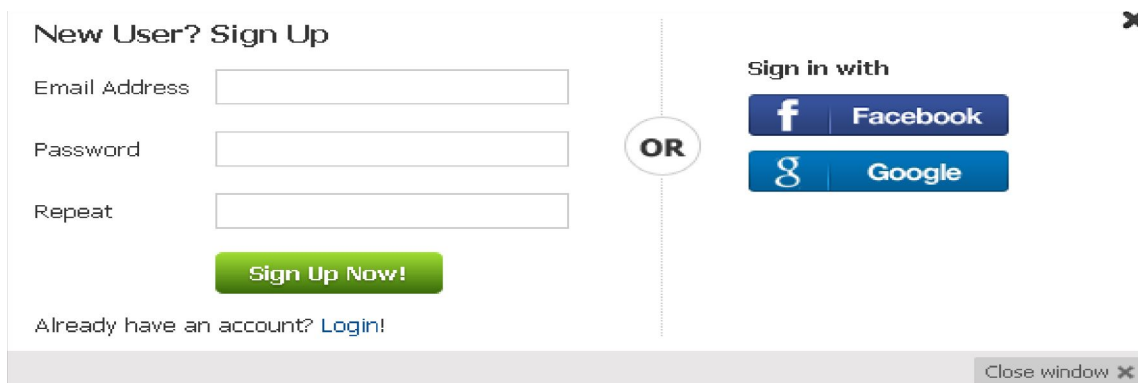 New User? Sign Up
Email Address
Password
Repeat
Sign Up Now!
Already have an account? Login!
OR
Sign in with
f Facebook
g Google
Close window ✖